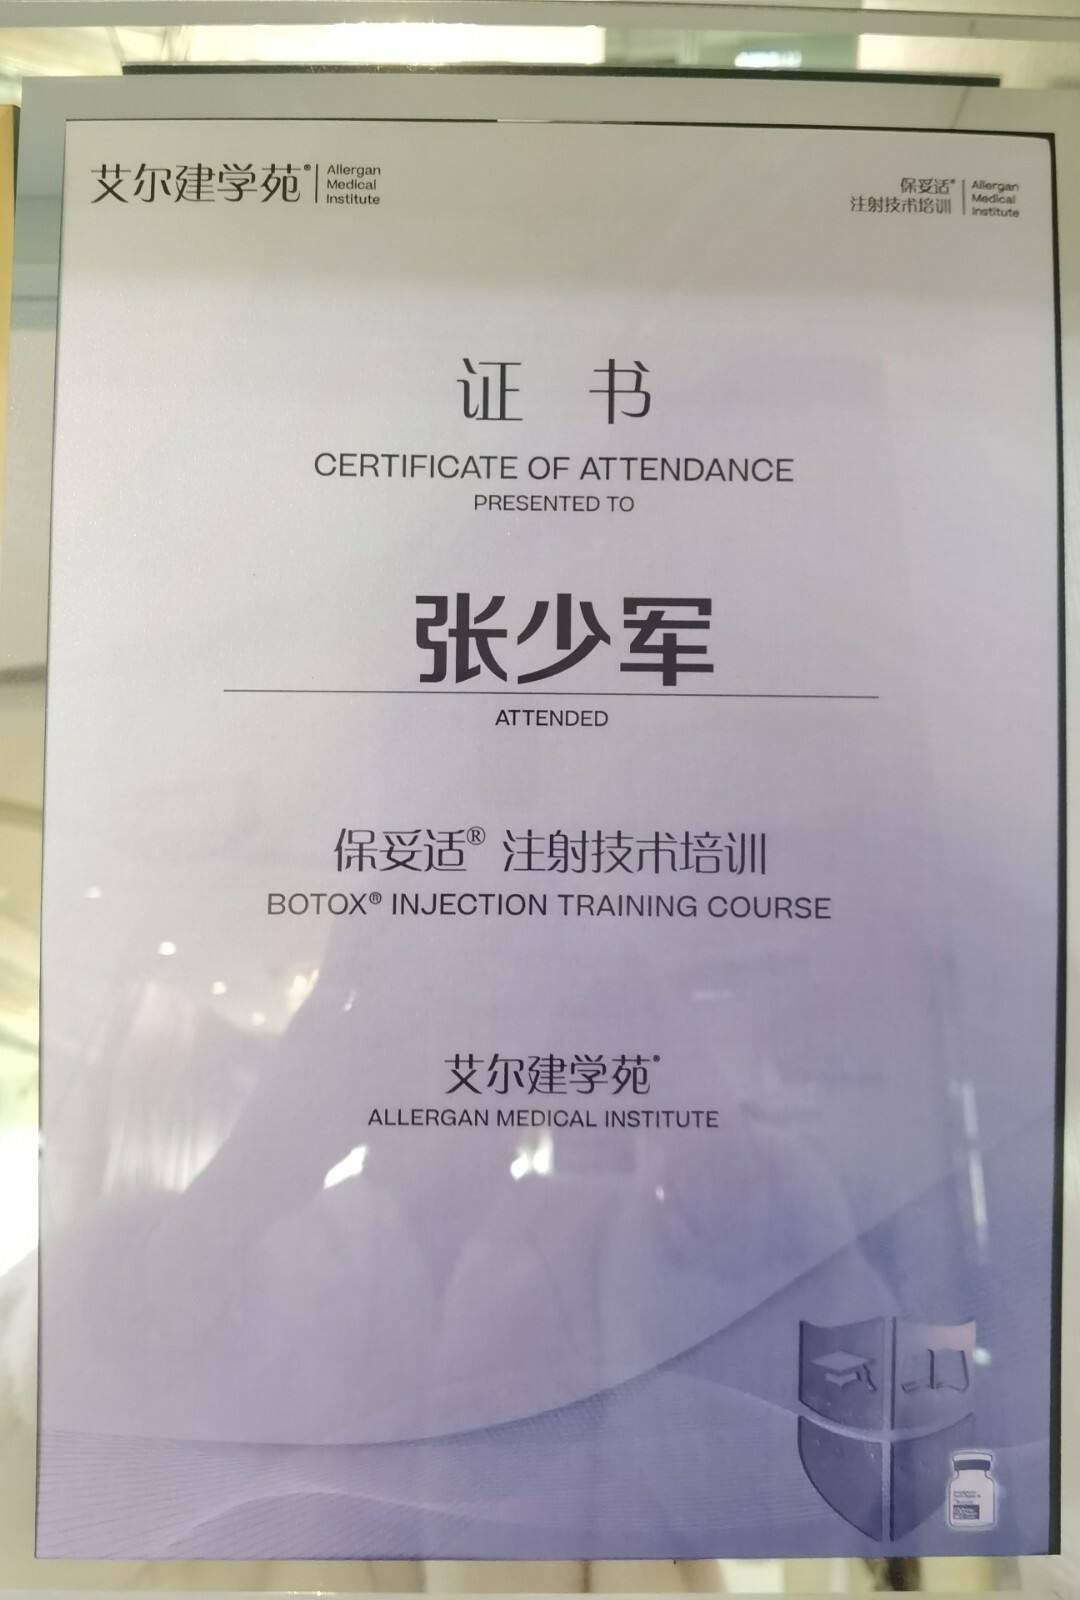 艾尔建学苑®
Allergan
Medical
Institute
保妥适®
注射技术培训
Allergan
Medical
Institute
证 书
CERTIFICATE OF ATTENDANCE
PRESENTED TO
张少军
ATTENDED
保妥适® 注射技术培训
BOTOX® INJECTION TRAINING COURSE
艾尔建学苑®
ALLERGAN MEDICAL INSTITUTE